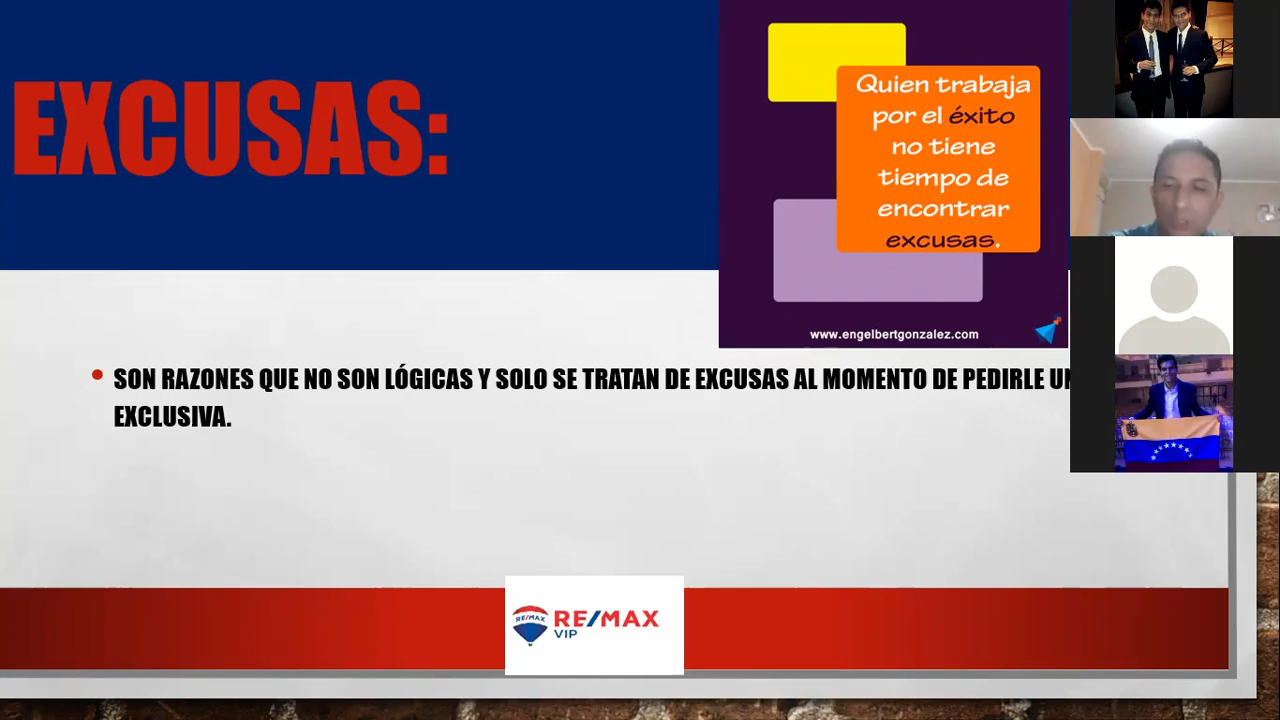 EXCUSAS:
Quien trabaja
por el éxito
no tiene
tiempo de
encontrar
excusas.
www.engelbertgonzalez.com
SON RAZONES QUE NO SON LÓGICAS Y SOLO SE TRATAN DE EXCUSAS AL MOMENTO DE PEDIRLE
EXCLUSIVA.
RE/MAX
RE/MAX
VIP